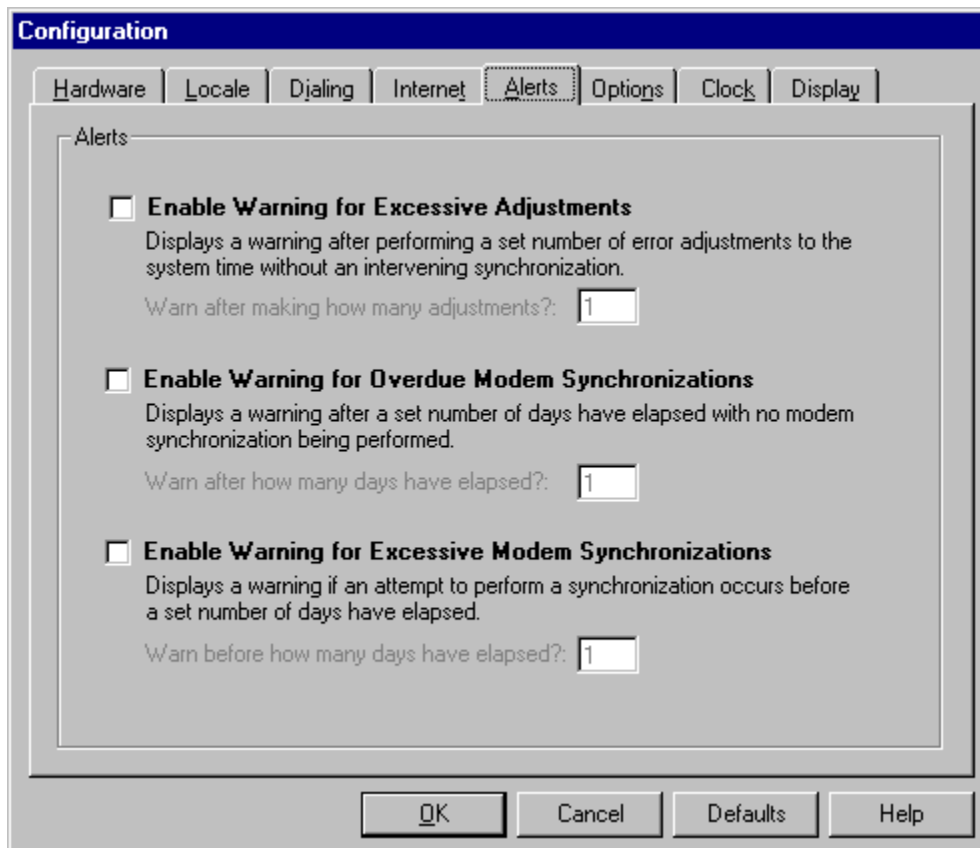 Configuration
Hardware Locale Dialing Internet Alerts Options Clock Display
Alerts
Enable Warning for Excessive Adjustments
Displays a warning after performing a set number of error adjustments to the
system time without an intervening synchronization.
Warn after making how many adjustments?: 1
Enable Warning for Overdue Modem Synchronizations
Displays a warning after a set number of days have elapsed with no modem
synchronization being performed.
Warn after how many days have elapsed?: 1
Enable Warning for Excessive Modem Synchronizations
Displays a warning if an attempt to perform a synchronization occurs before
a set number of days have elapsed.
Warn before how many days have elapsed?: 1
OK Cancel Defaults Help